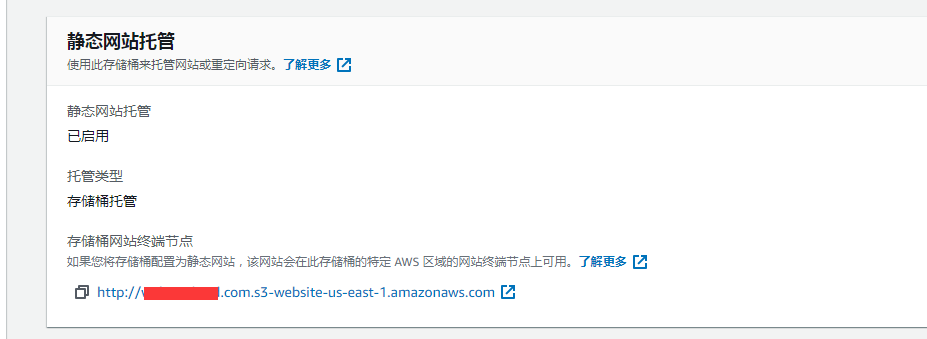 静态网站托管
使用此存储桶来托管网站或重定向请求。了解更多
静态网站托管
已启用
托管类型
存储桶托管
存储桶网站终端节点
如果您将存储桶配置为静态网站，该网站会在此存储桶的特定 AWS 区域的网站终端节点上可用。了解更多
http://.com.s3-website-us-east-1.amazonaws.com